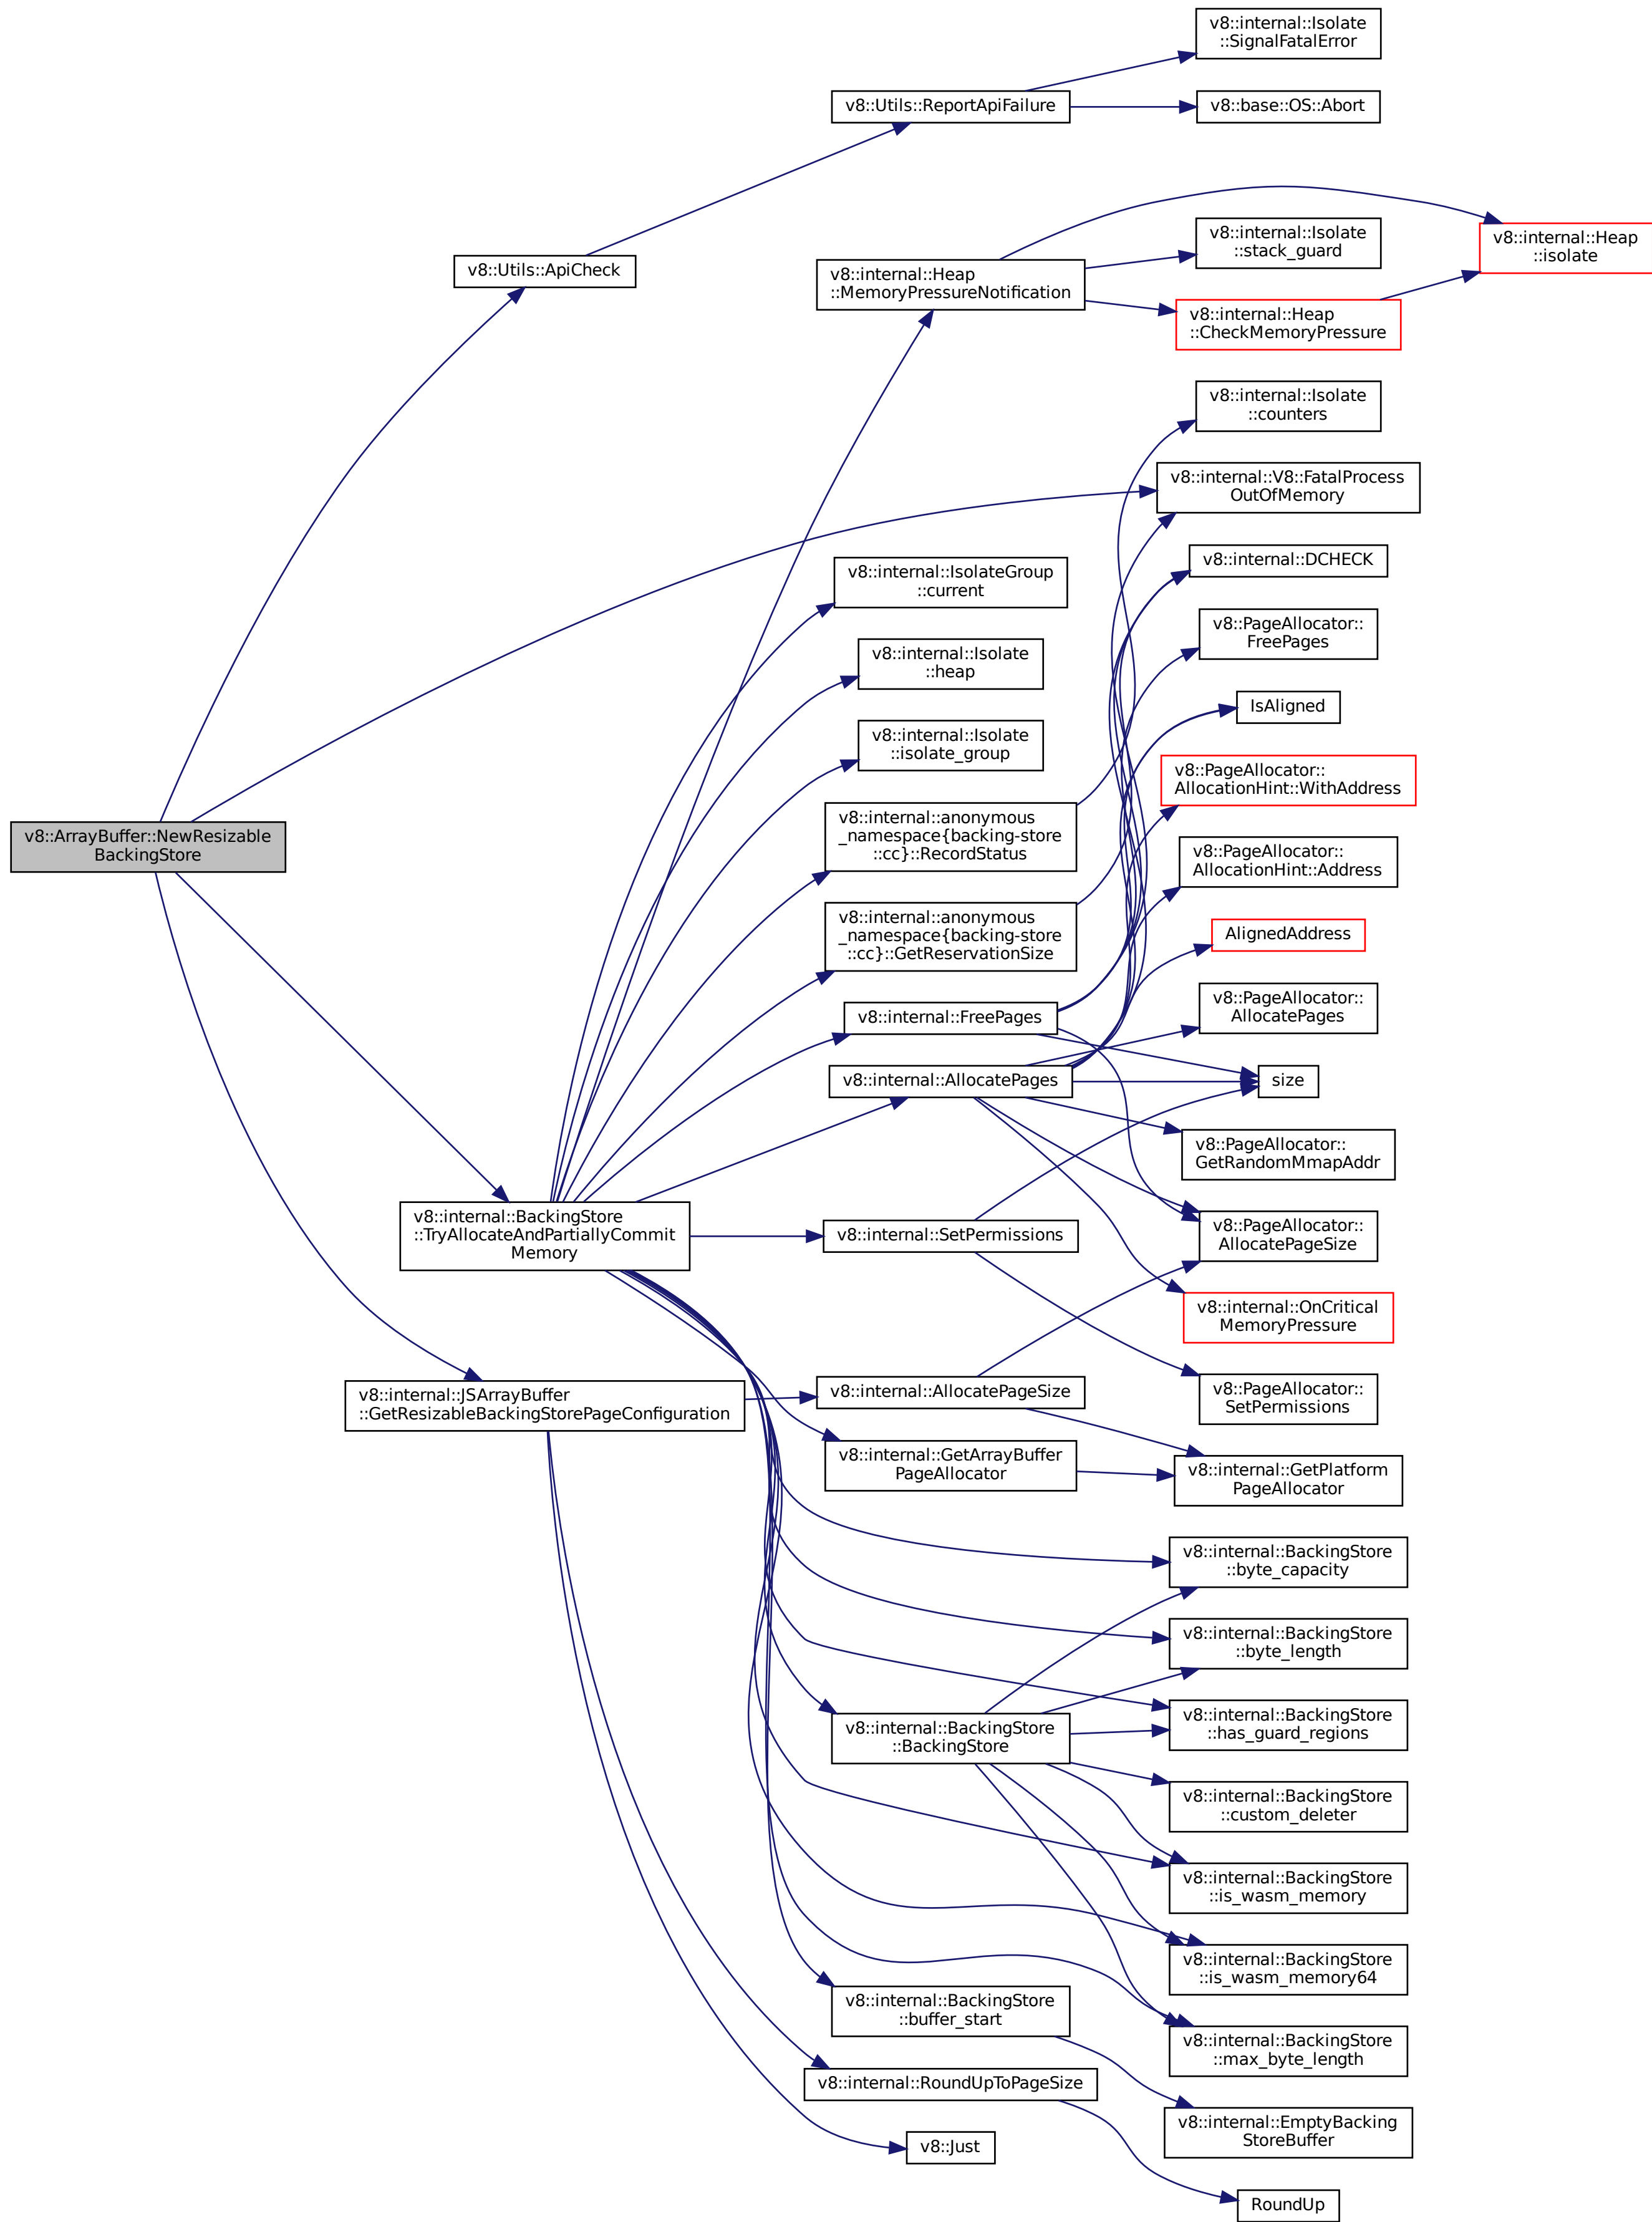 v8::internal::Isolate
::SignalFatalError
v8::Utils::ReportApiFailure
v8::base::OS::Abort
v8::internal::Heap
::isolate
v8::internal::Isolate
::stack_guard
v8::Utils::ApiCheck
v8::internal::Heap
::MemoryPressureNotification
v8::internal::Heap
::CheckMemoryPressure
v8::internal::Isolate
::counters
v8::internal::V8::FatalProcess
OutOfMemory
v8::internal::DCHECK
v8::internal::IsolateGroup
::current
v8::PageAllocator::
FreePages
v8::internal::Isolate
::heap
IsAligned
v8::internal::Isolate
::isolate_group
v8::PageAllocator::
AllocationHint::WithAddress
v8::ArrayBuffer::NewResizable
BackingStore
v8::internal::anonymous
_namespace{backing-store
::cc}::RecordStatus
v8::PageAllocator::
AllocationHint::Address
v8::internal::anonymous
_namespace{backing-store
::cc}::GetReservationSize
AlignedAddress
v8::internal::FreePages
v8::PageAllocator::
AllocatePages
v8::internal::AllocatePages
size
v8::PageAllocator::
GetRandomMmapAddr
v8::internal::BackingStore
::TryAllocateAndPartiallyCommit
Memory
v8::internal::SetPermissions
v8::PageAllocator::
AllocatePageSize
v8::internal::OnCritical
MemoryPressure
v8::internal::JSArrayBuffer
::GetResizableBackingStorePageConfiguration
v8::internal::AllocatePageSize
v8::PageAllocator::
SetPermissions
v8::internal::GetArrayBuffer
PageAllocator
v8::internal::GetPlatform
PageAllocator
v8::internal::BackingStore
::byte_capacity
v8::internal::BackingStore
::byte_length
v8::internal::BackingStore
::BackingStore
v8::internal::BackingStore
::has_guard_regions
v8::internal::BackingStore
::custom_deleter
v8::internal::BackingStore
::is_wasm_memory
v8::internal::BackingStore
::is_wasm_memory64
v8::internal::BackingStore
::buffer_start
v8::internal::BackingStore
::max_byte_length
v8::internal::RoundUpToPageSize
v8::internal::EmptyBacking
StoreBuffer
v8::Just
RoundUp